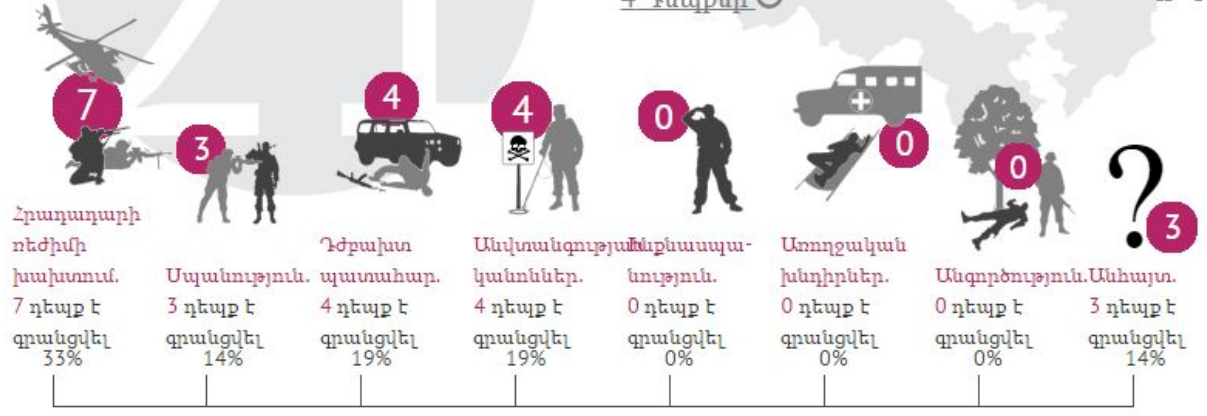 7
3
4
4
0
0
0
3
Հրադադարի
ռեժիմի
խախտում.
7 դեպք է
գրանցվել
33%
Սպանություն.
3 դեպք է
գրանցվել
14%
Դժբախտ
պատահար.
4 դեպք է
գրանցվել
19%
Անվտանգության
կանոններ.
4 դեպք է
գրանցվել
19%
Ինքնասպա-
նություն.
0 դեպք է
գրանցվել
0%
Առողջական
խնդիրներ.
0 դեպք է
գրանցվել
0%
Անգործություն.
0 դեպք է
գրանցվել
0%
Անհայտ.
3 դեպք է
գրանցվել
14%